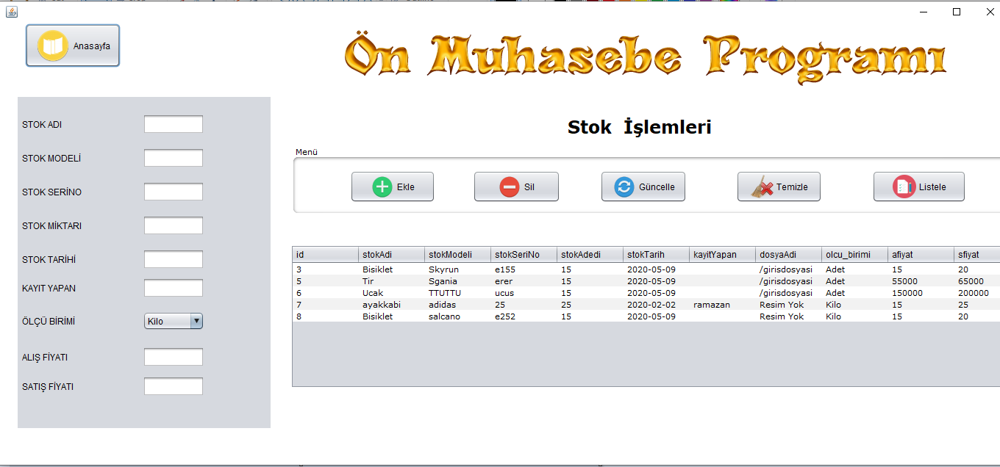 Anasayfa
Ön Muhasebe Programı
STOK ADI
STOK MODELİ
STOK SERİNO
STOK MİKTARI
STOK TARİHİ
KAYIT YAPAN
ÖLÇÜ BİRİMİ Kilo
ALIŞ FİYATI
SATIŞ FİYATI
Stok İşlemleri
Menü
Ekle Sil Güncelle Temizle Listele
id stokAdi stokModeli stokSeriNo stokAdedi stokTarih kayitYapan dosyaAdi olcu_birimi afiyat sfiyat
3 Bisiklet Skyrun e155 15 2020-05-09 /girisdosyasi Adet 15 20
5 Tir Sgania erer 15 2020-05-09 /girisdosyasi Adet 55000 65000
6 Ucak TTUTTU ucus 15 2020-05-09 /girisdosyasi Adet 150000 200000
7 ayakkabi adidas 25 25 2020-02-02 ramazan Resim Yok Kilo 15 25
8 Bisiklet salcano e252 15 2020-05-09 Resim Yok Kilo 15 20